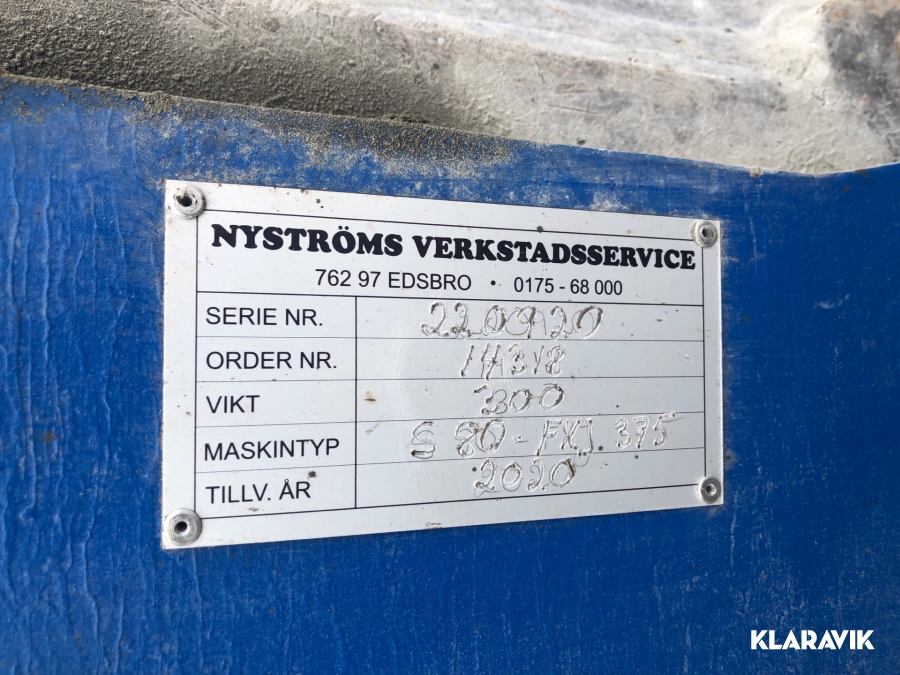 NYSTRÖMS VERKSTADSSERVICE
762 97 EDSBRO • 0175 - 68 000
SERIE NR. 220920
ORDER NR. 14318
VIKT 300
MASKINTYP S 80 - FXJ. 375
TILLV. ÅR 2020
KLARAVIK